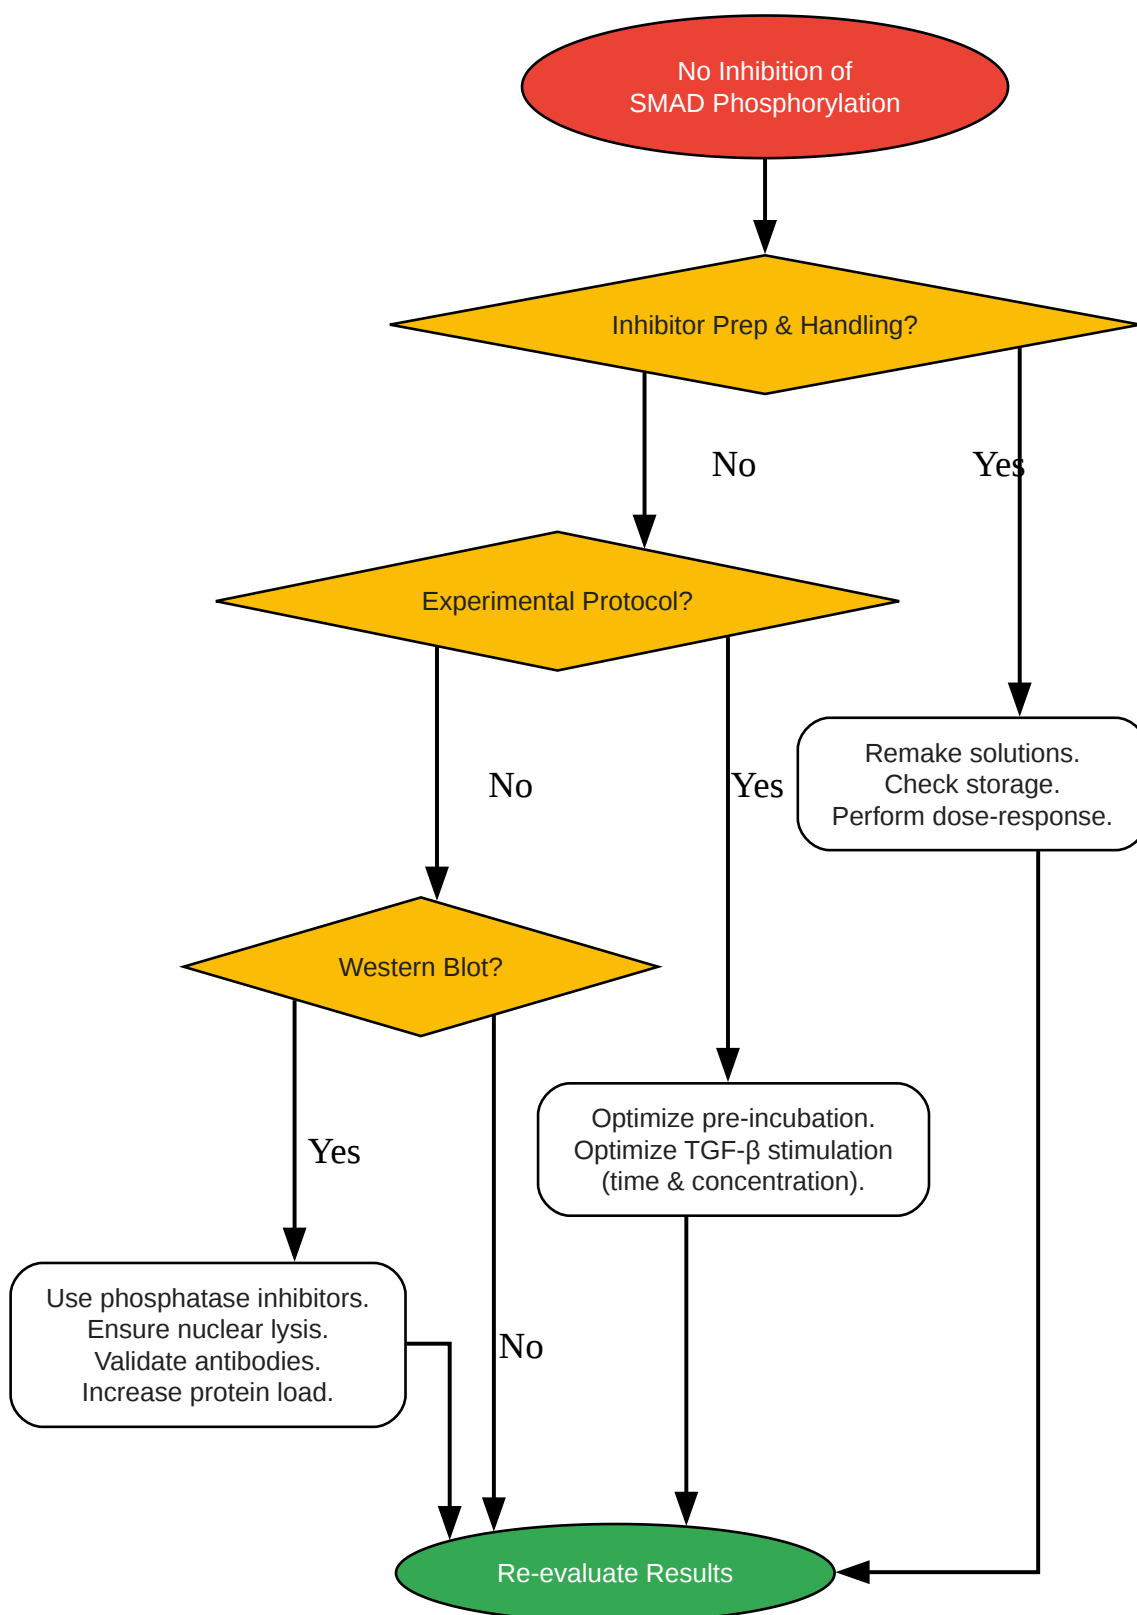 No Inhibition of
SMAD Phosphorylation
Inhibitor Prep & Handling?
No
Yes
Experimental Protocol?
Remake solutions.
Check storage.
Perform dose-response.
No
Yes
Western Blot?
Optimize pre-incubation.
Optimize TGF-β stimulation
(time & concentration).
Yes
Use phosphatase inhibitors.
Ensure nuclear lysis.
Validate antibodies.
Increase protein load.
No
Re-evaluate Results